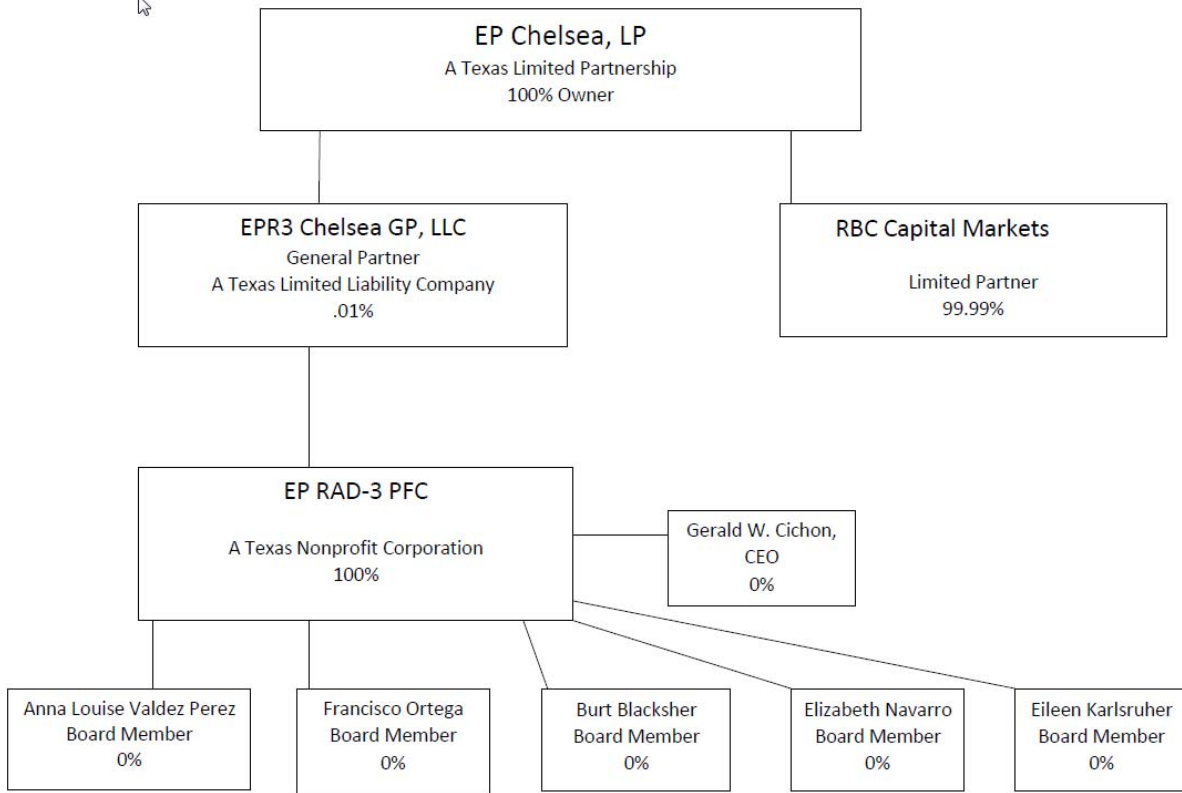 EP Chelsea, LP
A Texas Limited Partnership
100% Owner
EPR3 Chelsea GP, LLC
General Partner
A Texas Limited Liability Company
.01%
RBC Capital Markets
Limited Partner
99.99%
EP RAD-3 PFC
A Texas Nonprofit Corporation
100%
Gerald W. Cichon,
CEO
0%
Anna Louise Valdez Perez
Board Member
0%
Francisco Ortega
Board Member
0%
Burt Blacksher
Board Member
0%
Elizabeth Navarro
Board Member
0%
Eileen Karlsruher
Board Member
0%